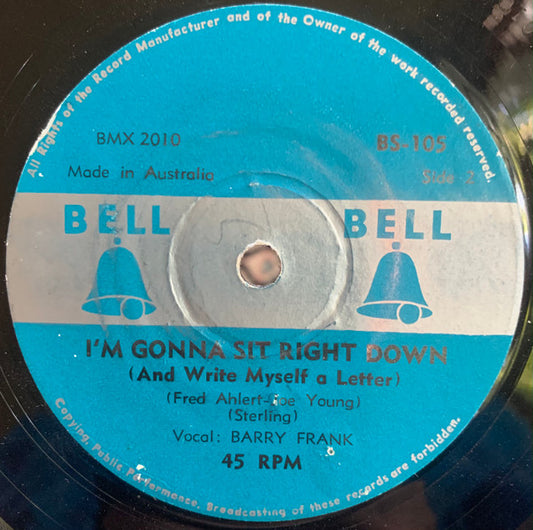 All Rights of the Record Manufacturer and of the Owner of the work recorded reserved.
BMX 2010
BS-105
Made in Australia
Side 2
BELL
BELL
I'M GONNA SIT RIGHT DOWN
(And Write Myself a Letter)
(Fred Ahlert-Joe Young)
(Sterling)
Vocal: BARRY FRANK
45 RPM
Copying, Public Performance, Broadcasting of these records are forbidden.